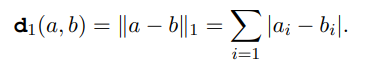 d₁(a, b) = ‖a − b‖₁ = ∑ᵢ₌₁ |aᵢ − bᵢ|.